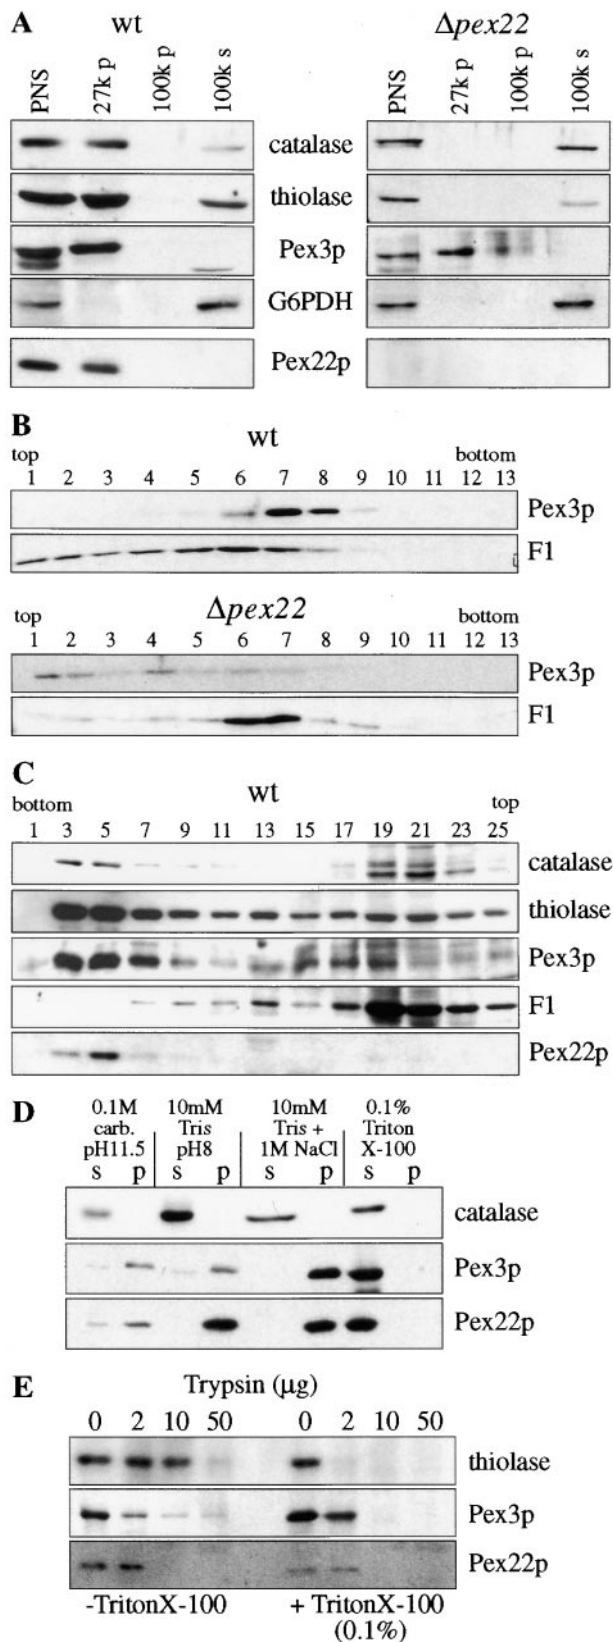 A
wt
Δpex22
PNS 27k p 100k p 100k s
PNS 27k p 100k p 100k s
catalase
thiolase
Pex3p
G6PDH
Pex22p
B
wt
top bottom
1 2 3 4 5 6 7 8 9 10 11 12 13
Pex3p
F1
Δpex22
top bottom
1 2 3 4 5 6 7 8 9 10 11 12 13
Pex3p
F1
C
wt
bottom top
1 3 5 7 9 11 13 15 17 19 21 23 25
catalase
thiolase
Pex3p
F1
Pex22p
D
0.1M 10mM 10mM 0.1%
carb. Tris Tris + Triton
pH11.5 pH8 1M NaCl X-100
s p s p s p s p
catalase
Pex3p
Pex22p
E
Trypsin (µg)
0 2 10 50 0 2 10 50
thiolase
Pex3p
Pex22p
-TritonX-100 + TritonX-100
(0.1%)